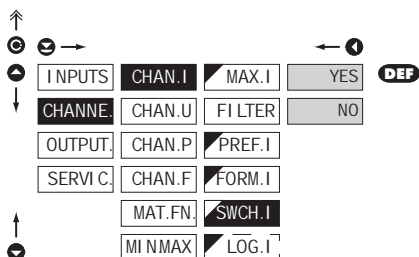 INPUTS CHAN.I MAX.I YES DEF
CHANNE. CHAN.U FILTER NO
OUTPUT. CHAN.P PREF.I
SERVIC. CHAN.F FORM.I
MAT.FN. SWCH.I
MINMAX LOG.I